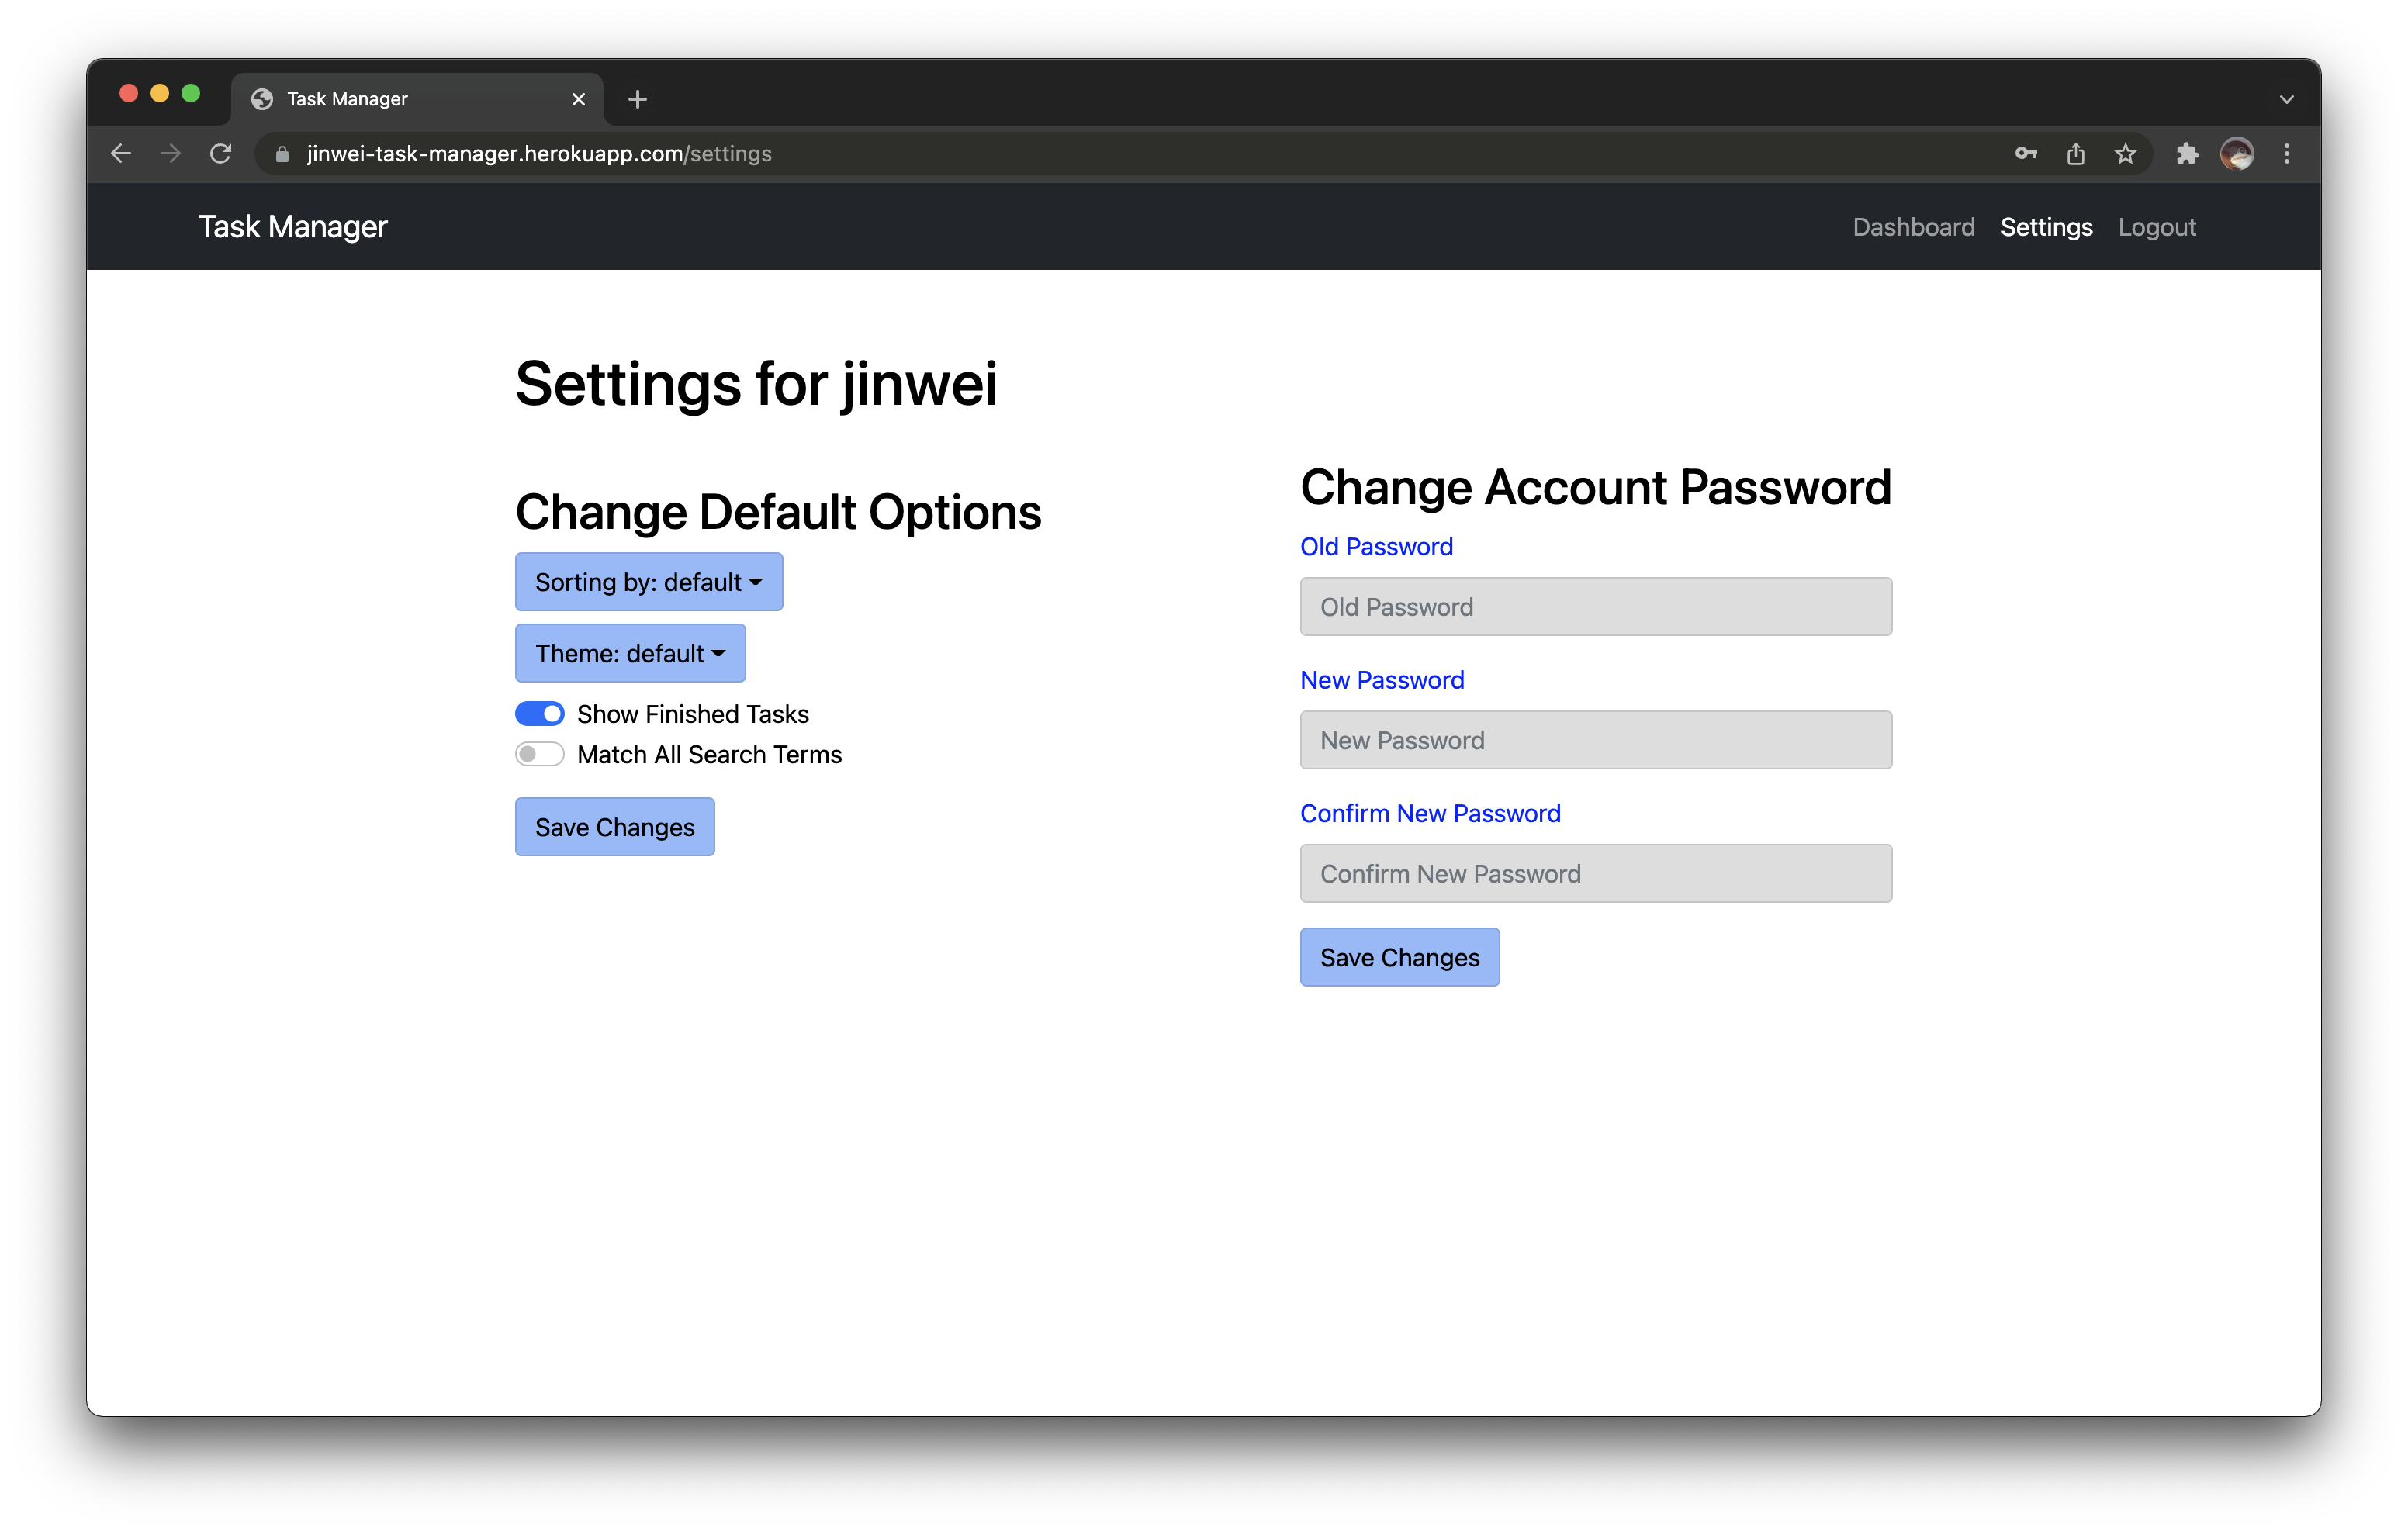 Task Manager
jinwei-task-manager.herokuapp.com/settings
Task Manager
Dashboard Settings Logout
Settings for jinwei
Change Default Options
Sorting by: default
Theme: default
Show Finished Tasks
Match All Search Terms
Save Changes
Change Account Password
Old Password
Old Password
New Password
New Password
Confirm New Password
Confirm New Password
Save Changes